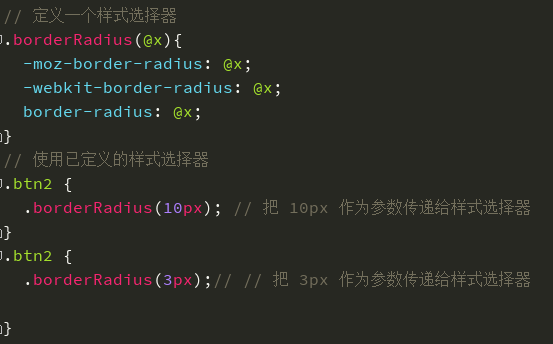 // 定义一个样式选择器
.borderRadius(@x){
-moz-border-radius: @x;
-webkit-border-radius: @x;
border-radius: @x;
}
// 使用已定义的样式选择器
.btn2 {
.borderRadius(10px); // 把 10px 作为参数传递给样式选择器
}
.btn2 {
.borderRadius(3px);// // 把 3px 作为参数传递给样式选择器
}